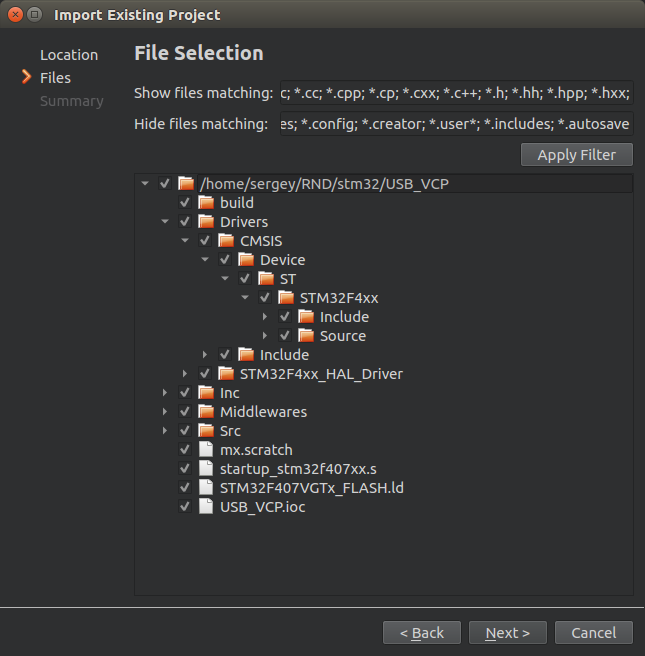 Import Existing Project
Location
Files
Summary
File Selection
Show files matching: c; *.cc; *.cpp; *.cp; *.cxx; *.c++; *.h; *.hh; *.hpp; *.hxx;
Hide files matching: es; *.config; *.creator; *.user*; *.includes; *.autosave
Apply Filter
/home/sergey/RND/stm32/USB_VCP
build
Drivers
CMSIS
Device
ST
STM32F4xx
Include
Source
Include
STM32F4xx_HAL_Driver
Inc
Middlewares
Src
mx.scratch
startup_stm32f407xx.s
STM32F407VGTx_FLASH.ld
USB_VCP.ioc
< Back
Next >
Cancel